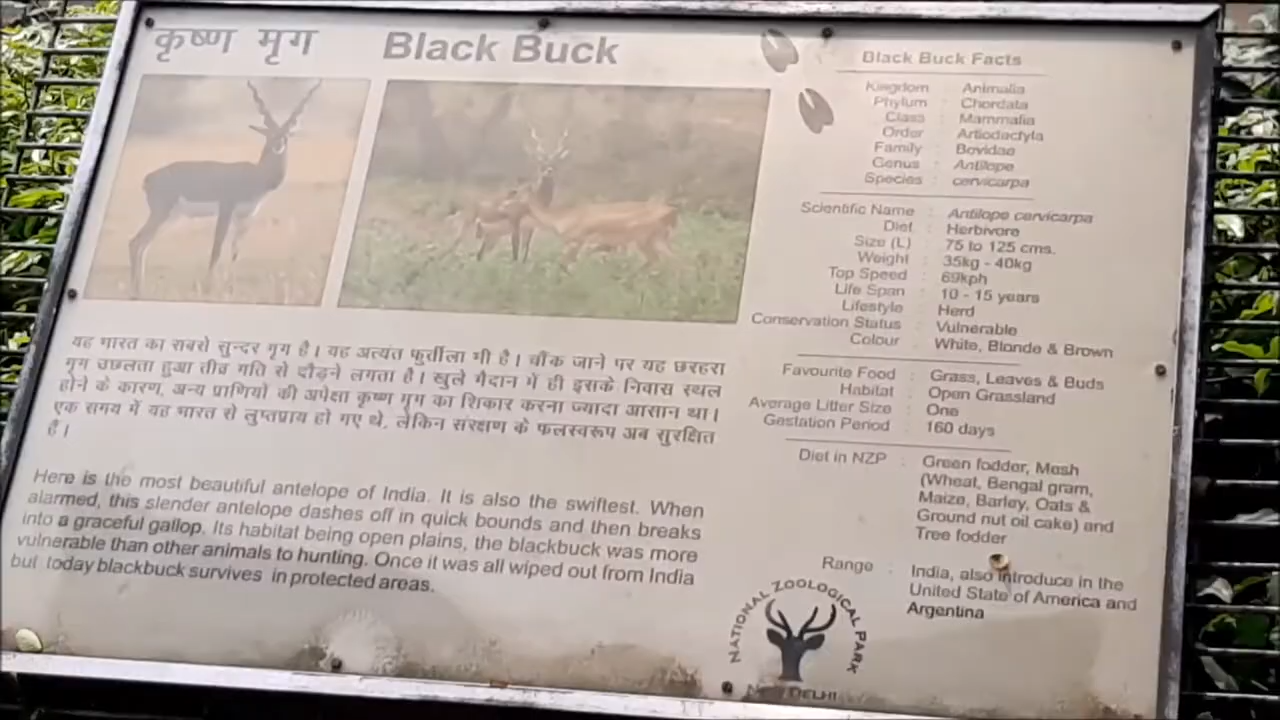 कृष्ण मृग
Black Buck
यह भारत का सबसे सुन्दर मृग है। यह अत्यंत फुर्तीला भी है। चौंक जाने पर यह छरहरा
मृग उछलता हुआ तीव्र गति से दौड़ने लगता है। खुले मैदान में ही इसके निवास स्थल
होने के कारण, अन्य प्राणियों की अपेक्षा कृष्ण मृग का शिकार करना ज्यादा आसान था।
एक समय में यह भारत से लुप्तप्राय हो गए थे, लेकिन संरक्षण के फलस्वरूप अब सुरक्षित
है।
Here is the most beautiful antelope of India. It is also the swiftest. When
alarmed, this slender antelope dashes off in quick bounds and then breaks
into a graceful gallop. Its habitat being open plains, the blackbuck was more
vulnerable than other animals to hunting. Once it was all wiped out from India
but today blackbuck survives in protected areas.
Black Buck Facts
Kingdom : Animalia
Phylum : Chordata
Class : Mammalia
Order : Artiodactyla
Family : Bovidae
Genus : Antilope
Species : cervicarpa
Scientific Name : Antilope cervicarpa
Diet : Herbivore
Size (L) : 75 to 125 cms.
Weight : 35kg - 40kg
Top Speed : 69kph
Life Span : 10 - 15 years
Lifestyle : Herd
Conservation Status : Vulnerable
Colour : White, Blonde & Brown
Favourite Food : Grass, Leaves & Buds
Habitat : Open Grassland
Average Litter Size : One
Gestation Period : 160 days
Diet in NZP : Green fodder, Mash
(Wheat, Bengal gram,
Maize, Barley, Oats &
Ground nut oil cake) and
Tree fodder
Range : India, also introduce in the
United State of America and
Argentina
NATIONAL ZOOLOGICAL PARK
NEW DELHI